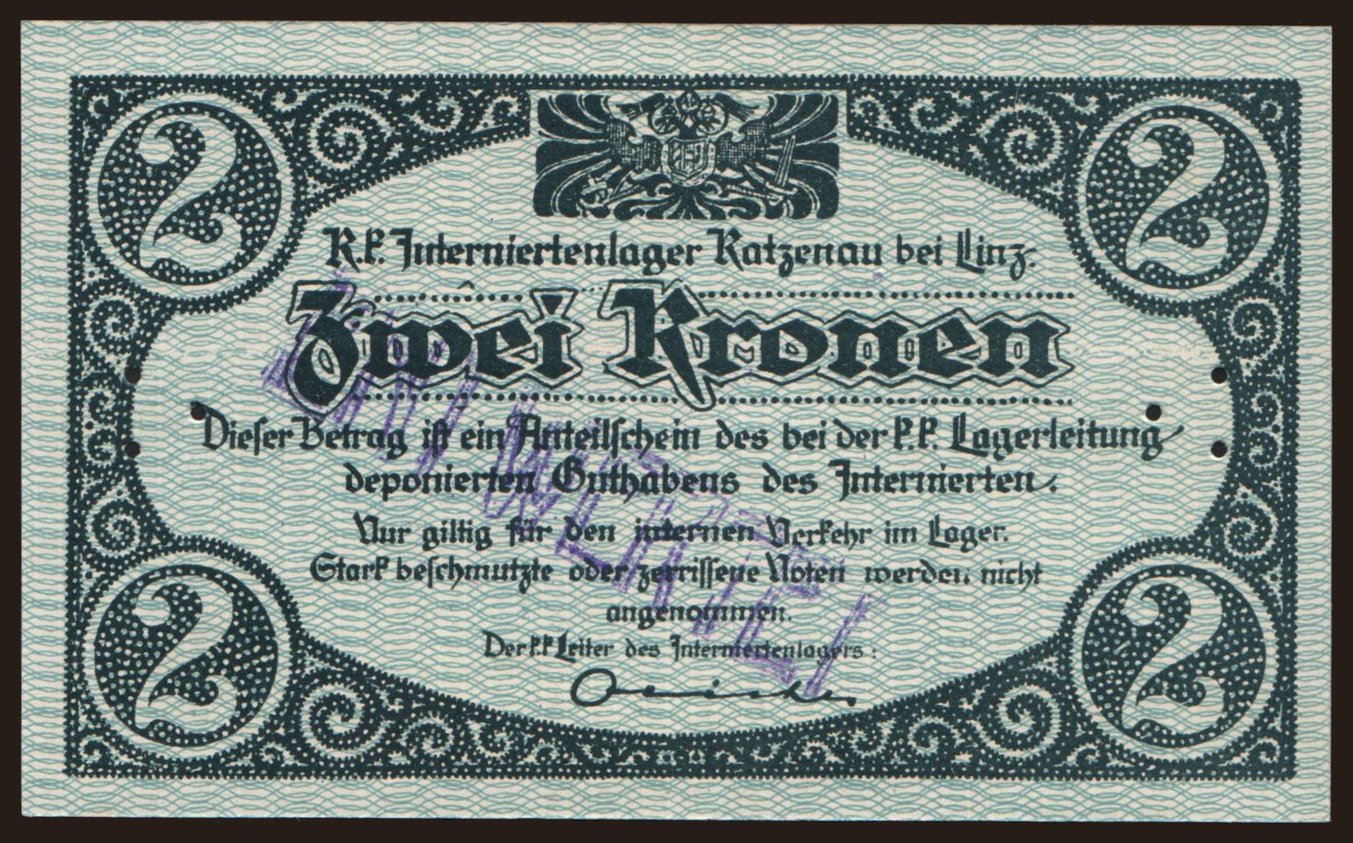 2 2
K.k. Interniertenlager Katzenau bei Linz.
Zwei Kronen
Dieser Betrag ist ein Anteilschein des bei der k.k. Lagerleitung
deponierten Guthabens des Internierten.
Nur giltig für den internen Verkehr im Lager.
Stark beschmutzte oder zerrissene Noten werden nicht
angenommen.
Der k.k Leiter des Interniertenlagers:
2 2